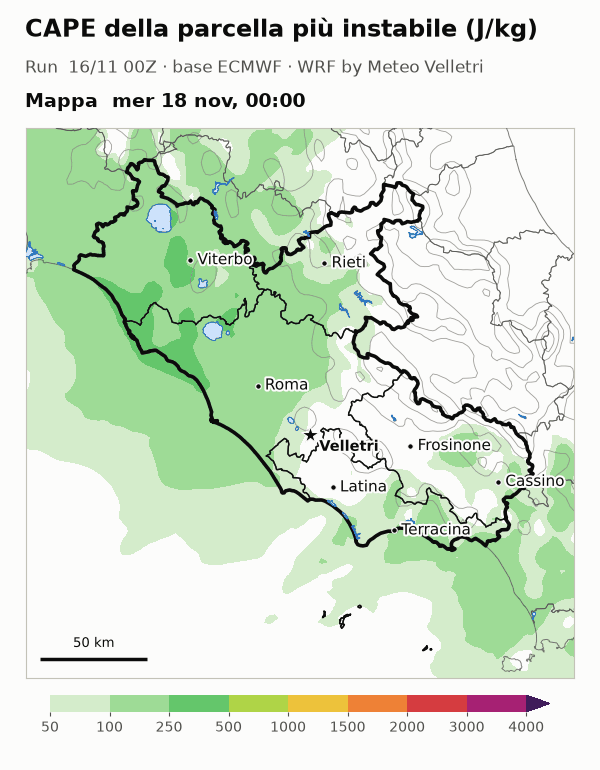 CAPE della parcella più instabile (J/kg)
Run  16/11 00Z · base ECMWF · WRF by Meteo Velletri
Mappa  mer 18 nov, 00:00
Viterbo
Rieti
Roma
Velletri
Frosinone
Cassino
Latina
Terracina
50 km
50 100 250 500 1000 1500 2000 3000 4000